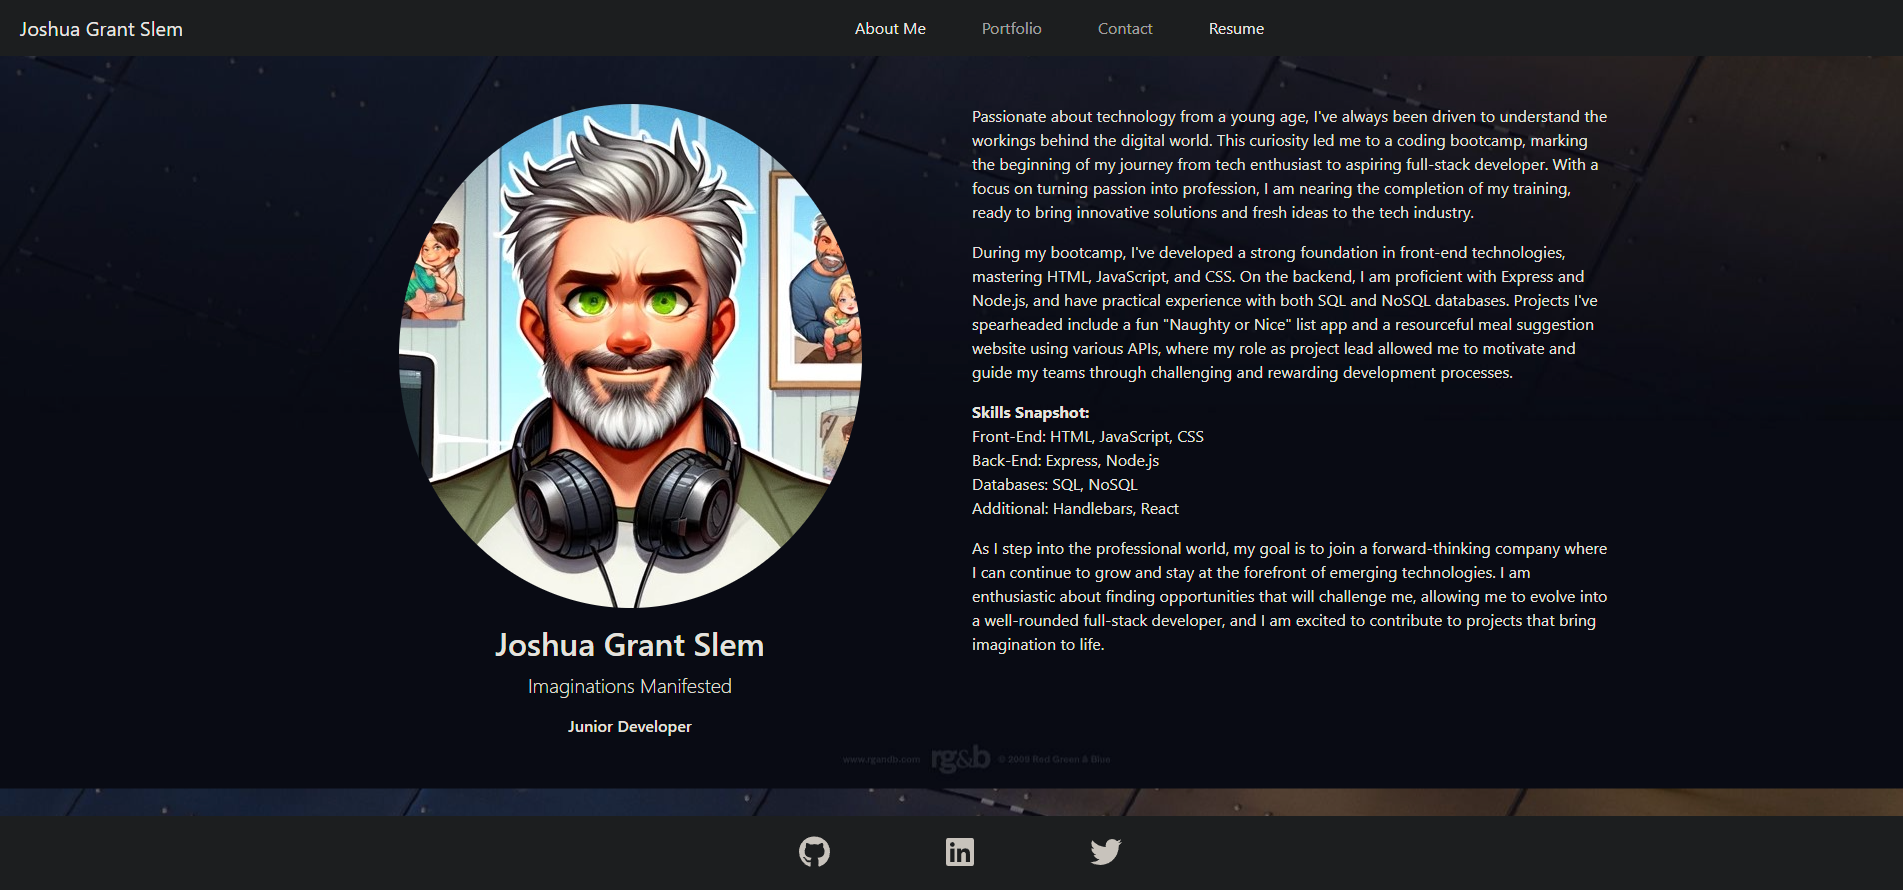 Joshua Grant Slem
About Me
Portfolio
Contact
Resume
Passionate about technology from a young age, I've always been driven to understand the
workings behind the digital world. This curiosity led me to a coding bootcamp, marking
the beginning of my journey from tech enthusiast to aspiring full-stack developer. With a
focus on turning passion into profession, I am nearing the completion of my training,
ready to bring innovative solutions and fresh ideas to the tech industry.
During my bootcamp, I've developed a strong foundation in front-end technologies,
mastering HTML, JavaScript, and CSS. On the backend, I am proficient with Express and
Node.js, and have practical experience with both SQL and NoSQL databases. Projects I've
spearheaded include a fun "Naughty or Nice" list app and a resourceful meal suggestion
website using various APIs, where my role as project lead allowed me to motivate and
guide my teams through challenging and rewarding development processes.
Skills Snapshot:
Front-End: HTML, JavaScript, CSS
Back-End: Express, Node.js
Databases: SQL, NoSQL
Additional: Handlebars, React
As I step into the professional world, my goal is to join a forward-thinking company where
I can continue to grow and stay at the forefront of emerging technologies. I am
enthusiastic about finding opportunities that will challenge me, allowing me to evolve into
a well-rounded full-stack developer, and I am excited to contribute to projects that bring
imagination to life.
Joshua Grant Slem
Imaginations Manifested
Junior Developer
www.rgandb.com rg&b © 2009 Red Green & Blue
in